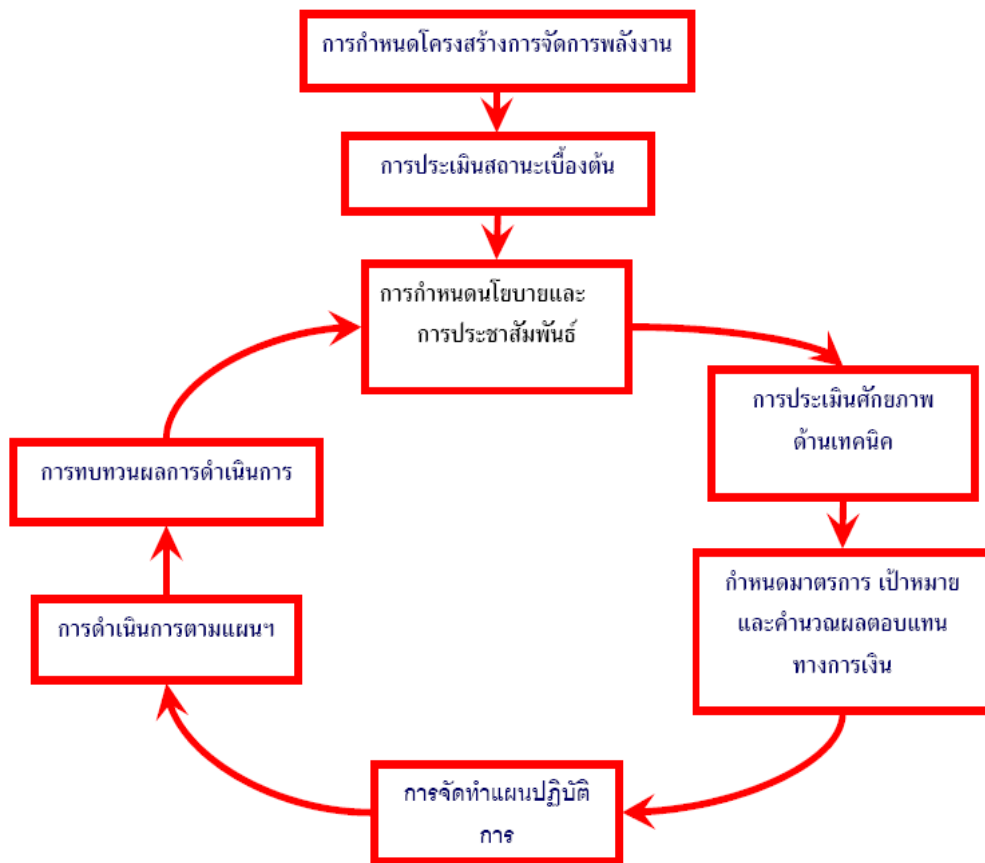 การกำหนดโครงสร้างการจัดการพลังงาน
การประเมินสถานะเบื้องต้น
การกำหนดนโยบายและ
การประชาสัมพันธ์
การประเมินศักยภาพ
ด้านเทคนิค
กำหนดมาตรการ เป้าหมาย
และคำนวณผลตอบแทน
ทางการเงิน
การจัดทำแผนปฏิบัติ
การ
การดำเนินการตามแผนฯ
การทบทวนผลการดำเนินการ